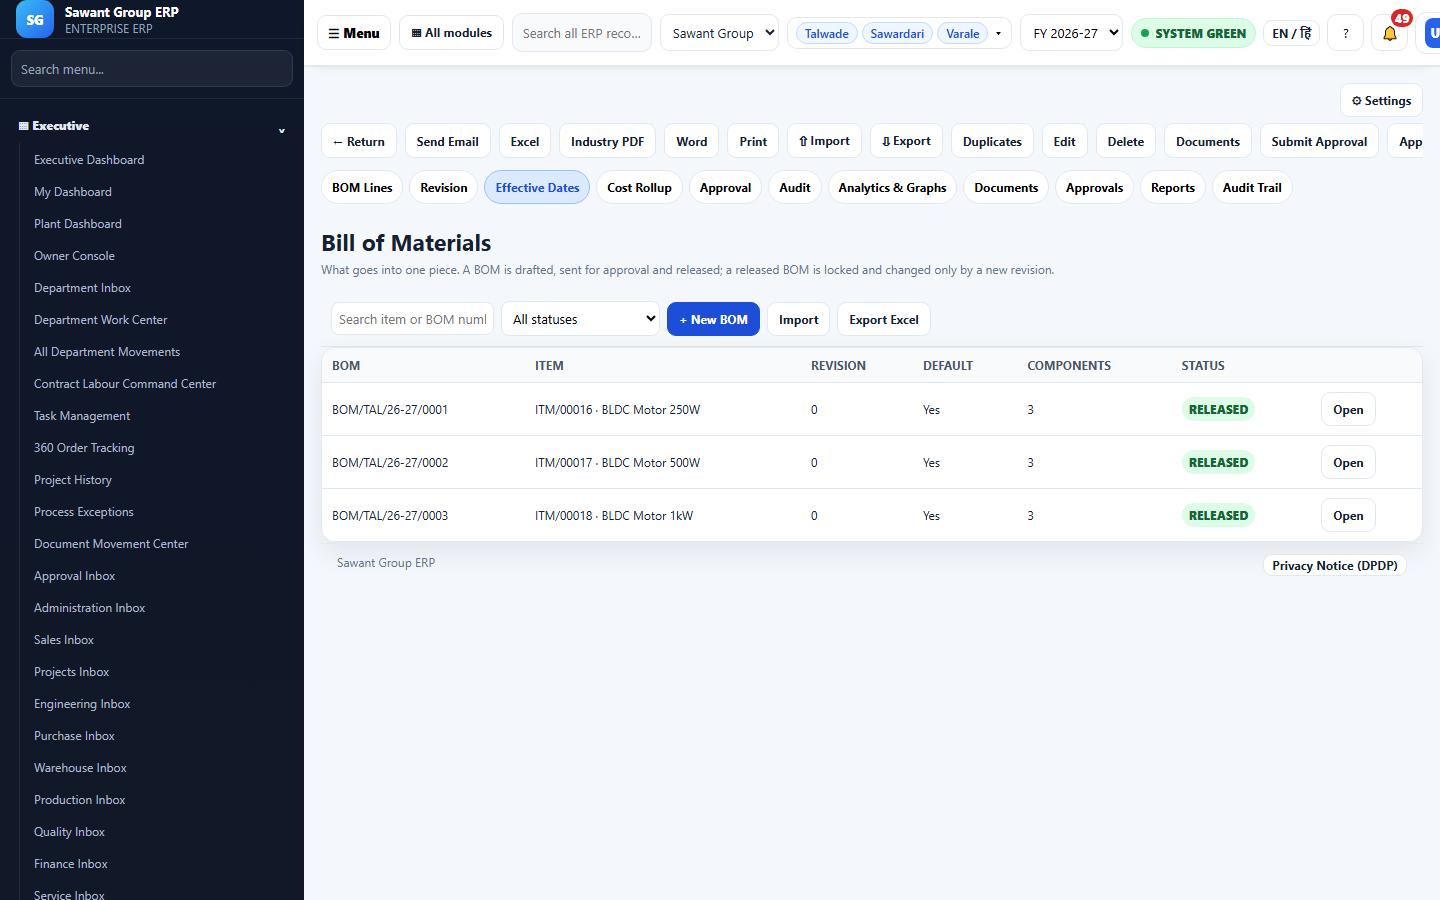 SG
Sawant Group ERP
ENTERPRISE ERP
Search menu...
Executive
Executive Dashboard
My Dashboard
Plant Dashboard
Owner Console
Department Inbox
Department Work Center
All Department Movements
Contract Labour Command Center
Task Management
360 Order Tracking
Project History
Process Exceptions
Document Movement Center
Approval Inbox
Administration Inbox
Sales Inbox
Projects Inbox
Engineering Inbox
Purchase Inbox
Warehouse Inbox
Production Inbox
Quality Inbox
Finance Inbox
Service Inbox
☰ Menu All modules Search all ERP reco... Sawant Group Talwade Sawardari Varale FY 2026-27 SYSTEM GREEN EN / हिं ? 49 U
⚙ Settings
← Return Send Email Excel Industry PDF Word Print ⇧ Import ⇩ Export Duplicates Edit Delete Documents Submit Approval App
BOM Lines Revision Effective Dates Cost Rollup Approval Audit Analytics & Graphs Documents Approvals Reports Audit Trail
Bill of Materials
What goes into one piece. A BOM is drafted, sent for approval and released; a released BOM is locked and changed only by a new revision.
Search item or BOM numl All statuses + New BOM Import Export Excel
BOM ITEM REVISION DEFAULT COMPONENTS STATUS
BOM/TAL/26-27/0001 ITM/00016 · BLDC Motor 250W 0 Yes 3 RELEASED Open
BOM/TAL/26-27/0002 ITM/00017 · BLDC Motor 500W 0 Yes 3 RELEASED Open
BOM/TAL/26-27/0003 ITM/00018 · BLDC Motor 1kW 0 Yes 3 RELEASED Open
Sawant Group ERP Privacy Notice (DPDP)